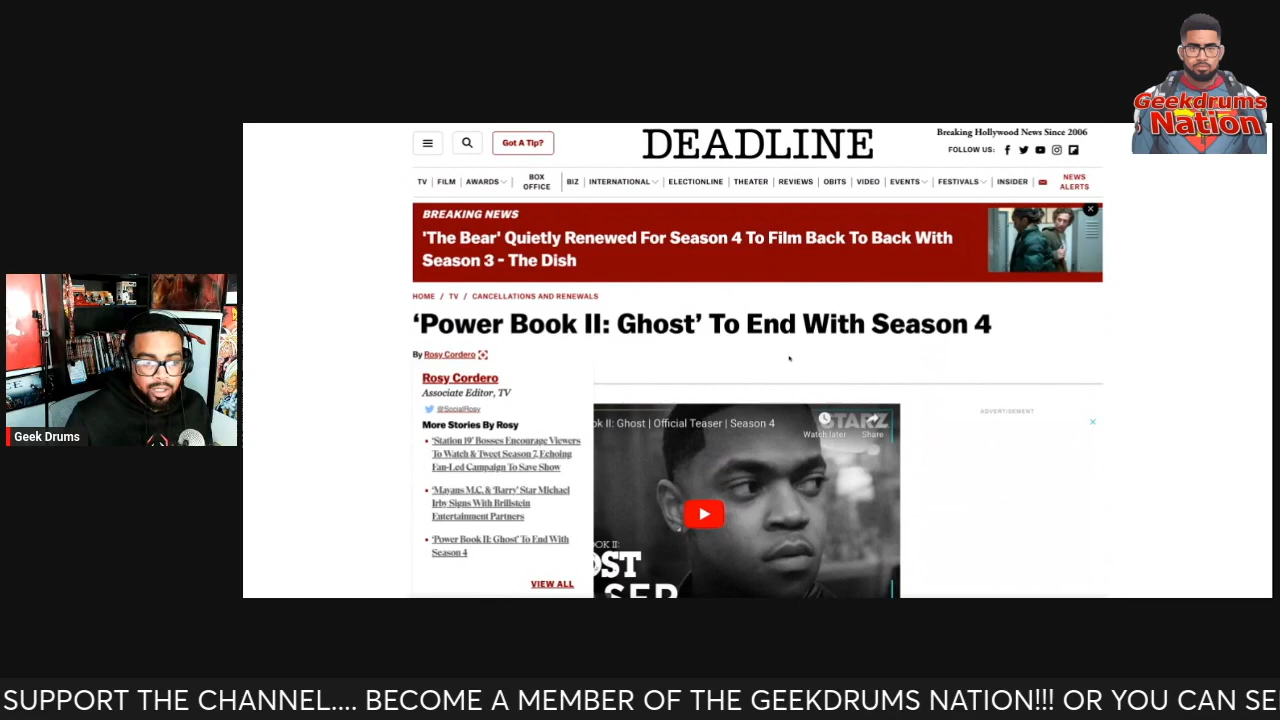 Geekdrums
Nation
Got A Tip?
DEADLINE
Breaking Hollywood News Since 2006
FOLLOW US:
TV | FILM | AWARDS | BOX OFFICE | BIZ | INTERNATIONAL | ELECTIONLINE | THEATER | REVIEWS | OBITS | VIDEO | EVENTS | FESTIVALS | INSIDER | NEWS ALERTS
BREAKING NEWS
'The Bear' Quietly Renewed For Season 4 To Film Back To Back With
Season 3 - The Dish
HOME / TV / CANCELLATIONS AND RENEWALS
‘Power Book II: Ghost’ To End With Season 4
By Rosy Cordero
Rosy Cordero
Associate Editor, TV
@SocialRosy
More Stories By Rosy
‘Station 19’ Bosses Encourage Viewers
To Watch & Tweet Season 7, Echoing
Fan-Led Campaign To Save Show
‘Mayans M.C. & ‘Barry’ Star Michael
Irby Signs With Brillstein
Entertainment Partners
‘Power Book II: Ghost’ To End With
Season 4
VIEW ALL
ok II: Ghost | Official Teaser | Season 4
STARZ
Watch later
Share
OK II:
OST
SER
ADVERTISEMENT
Geek Drums
SUPPORT THE CHANNEL.... BECOME A MEMBER OF THE GEEKDRUMS NATION!!! OR YOU CAN SE